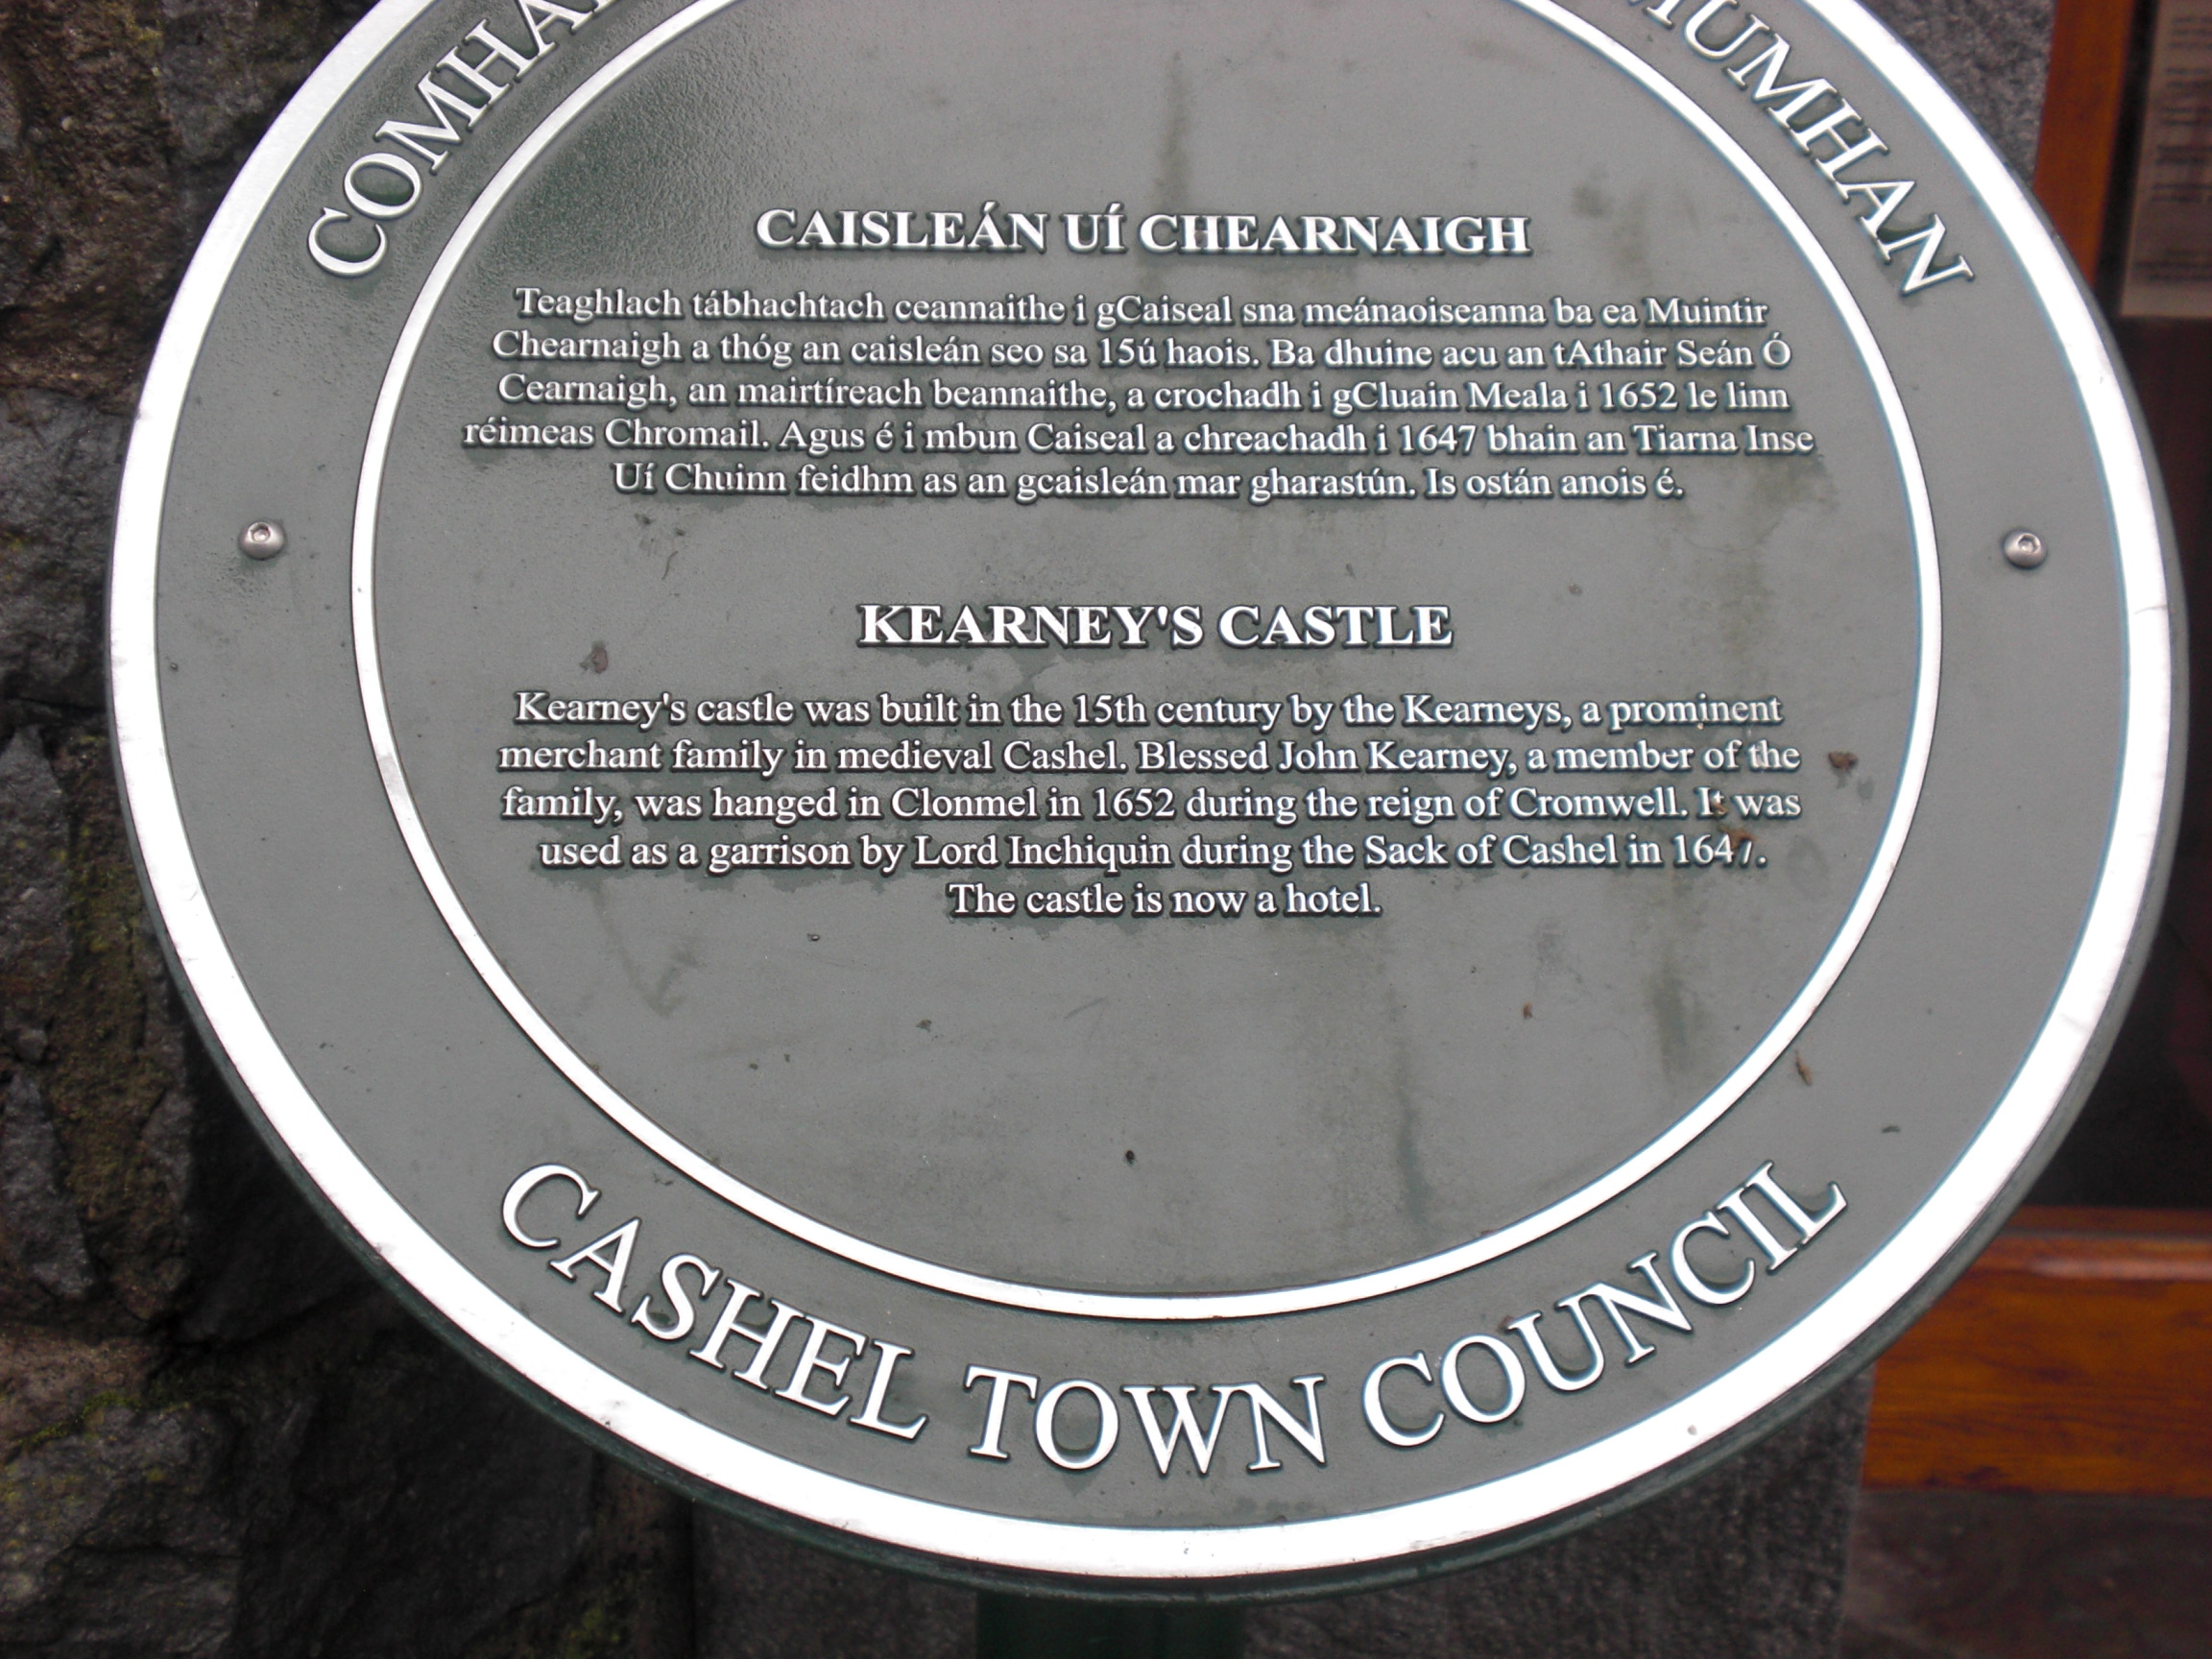 CAISLEÁN UÍ CHEARNAIGH
Teaghlach tábhachtach ceannaithe i gCaiseal sna meánaoiseanna ba ea Muintir
Chearnaigh a thóg an caisleán seo sa 15ú haois. Ba dhuine acu an tAthair Seán Ó
Cearnaigh, an mairtíreach beannaithe, a crochadh i gCluain Meala i 1652 le linn
réimeas Chromail. Agus é i mbun Caiseal a chreachadh i 1647 bhain an Tiarna Inse
Uí Chuinn feidhm as an gcaisleán mar gharastún. Is ostán anois é.
KEARNEY'S CASTLE
Kearney's castle was built in the 15th century by the Kearneys, a prominent
merchant family in medieval Cashel. Blessed John Kearney, a member of the
family, was hanged in Clonmel in 1652 during the reign of Cromwell. It was
used as a garrison by Lord Inchiquin during the Sack of Cashel in 1647.
The castle is now a hotel.
CASHEL TOWN COUNCIL